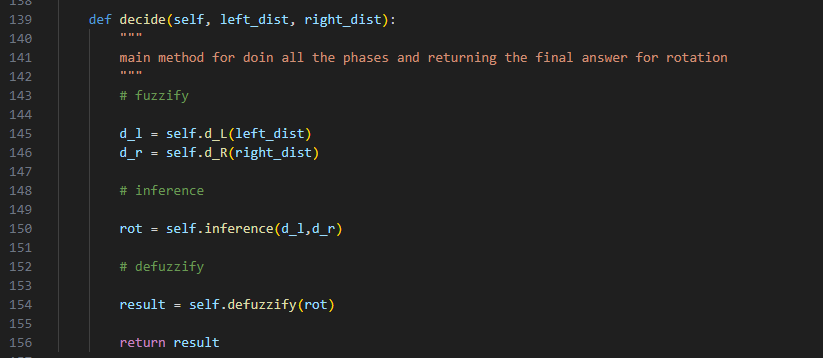 139 def decide(self, left_dist, right_dist):
140 """
141 main method for doin all the phases and returning the final answer for rotation
142 """
143 # fuzzify
144
145 d_l = self.d_L(left_dist)
146 d_r = self.d_R(right_dist)
147
148 # inference
149
150 rot = self.inference(d_l,d_r)
151
152 # defuzzify
153
154 result = self.defuzzify(rot)
155
156 return result